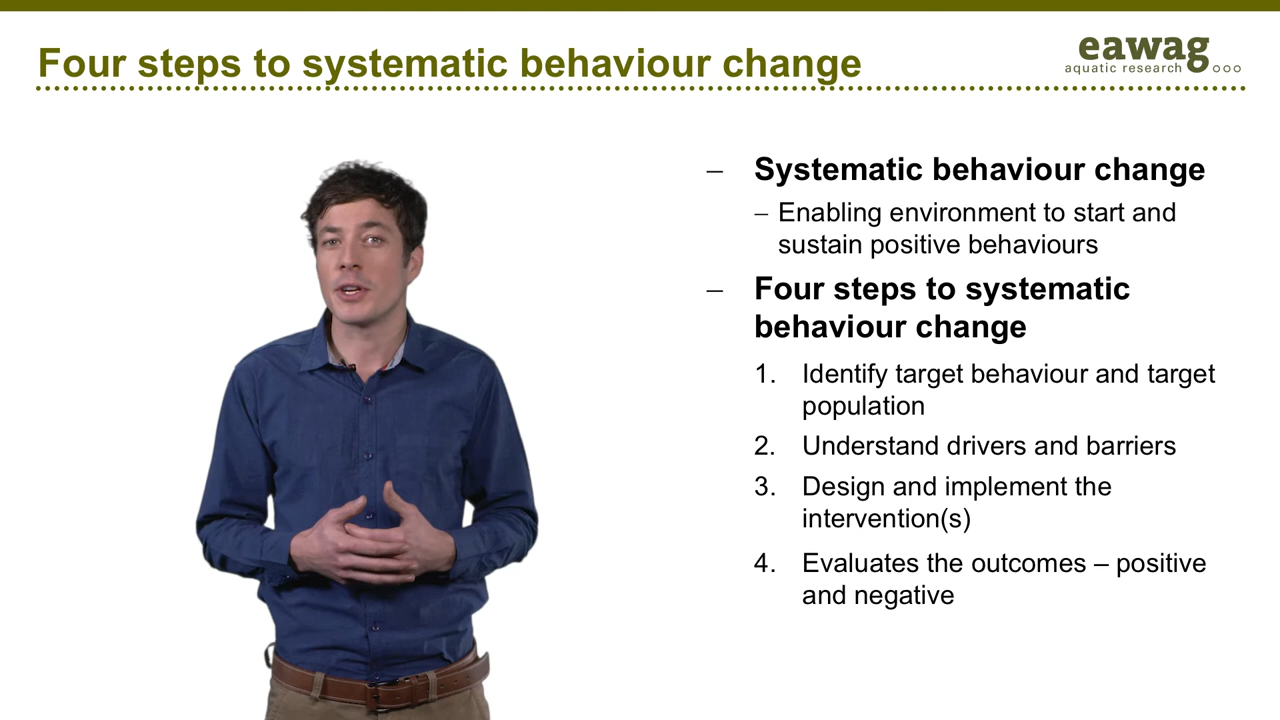 Four steps to systematic behaviour change
eawag
aquatic research
– Systematic behaviour change
– Enabling environment to start and
sustain positive behaviours
– Four steps to systematic
behaviour change
1. Identify target behaviour and target
population
2. Understand drivers and barriers
3. Design and implement the
intervention(s)
4. Evaluates the outcomes – positive
and negative